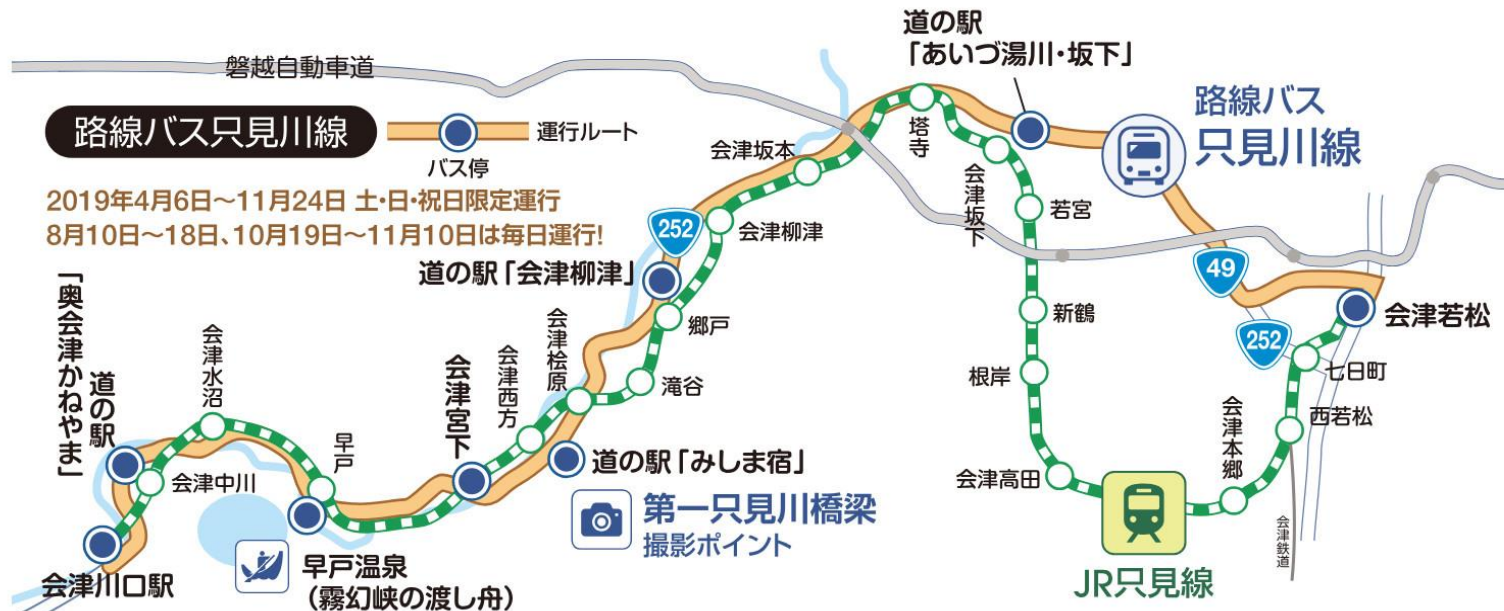 道の駅
「あいづ湯川・坂下」
磐越自動車道
路線バス
只見川線
路線バス只見川線
バス停
運行ルート
2019年4月6日〜11月24日 土・日・祝日限定運行
8月10日〜18日、10月19日〜11月10日は毎日運行!
塔寺
会津坂本
会津坂下
若宮
252
会津柳津
道の駅「会津柳津」
49
会津若松
252
郷戸
新鶴
七日町
道の駅
「奥会津かねやま」
会津水沼
早戸
会津宮下
会津西方
会津桧原
滝谷
根岸
西若松
会津本郷
会津中川
道の駅「みしま宿」
会津高田
第一只見川橋梁
撮影ポイント
会津鉄道
会津川口駅
早戸温泉
(霧幻峡の渡し舟)
JR只見線